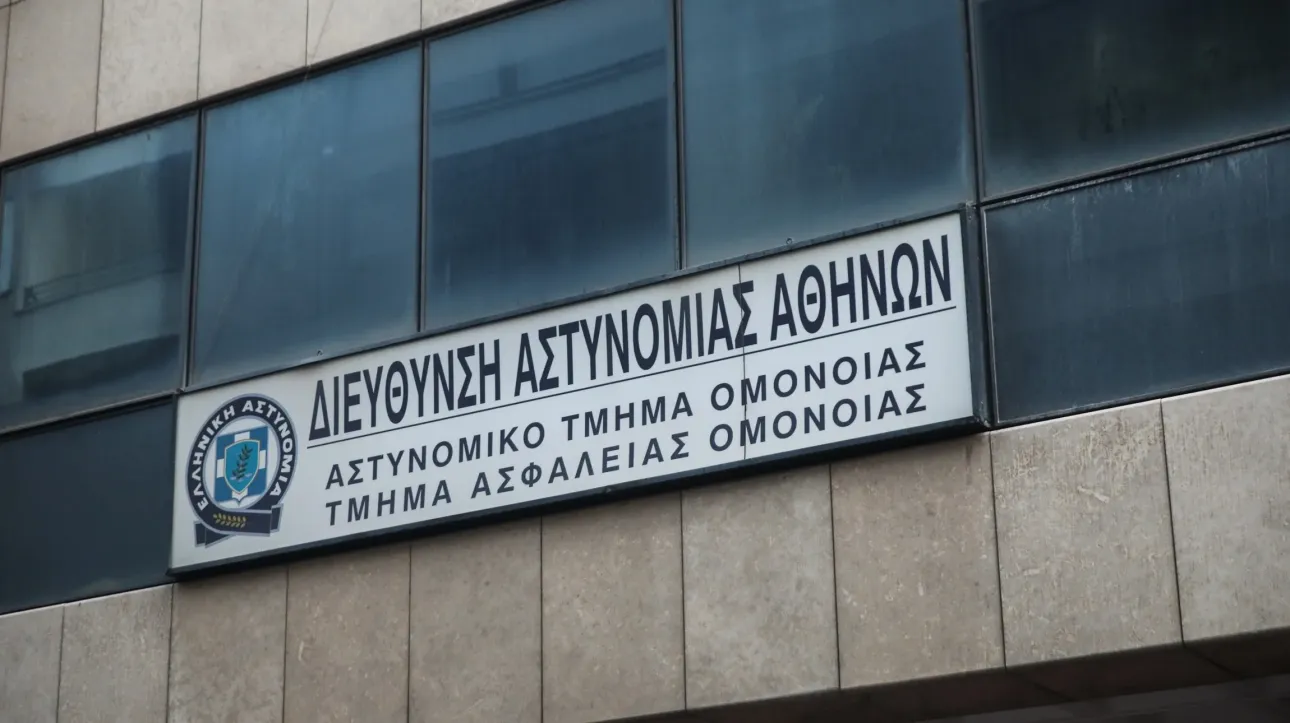 ΔΙΕΥΘΥΝΣΗ ΑΣΤΥΝΟΜΙΑΣ ΑΘΗΝΩΝ
ΑΣΤΥΝΟΜΙΚΟ ΤΜΗΜΑ ΟΜΟΝΟΙΑΣ
ΤΜΗΜΑ ΑΣΦΑΛΕΙΑΣ ΟΜΟΝΟΙΑΣ
ΕΛΛΗΝΙΚΗ ΑΣΤΥΝΟΜΙΑ